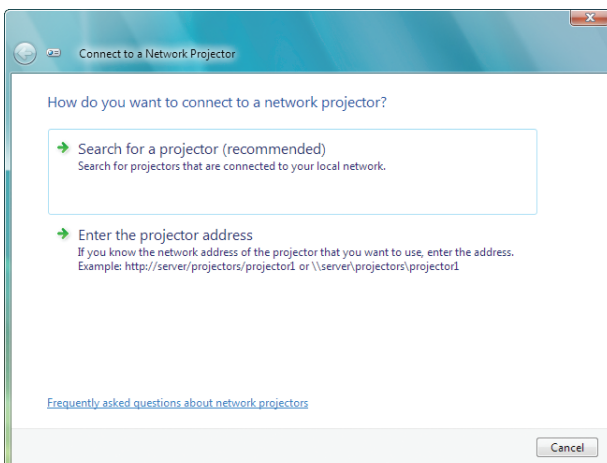 Connect to a Network Projector
How do you want to connect to a network projector?
Search for a projector (recommended)
Search for projectors that are connected to your local network.
Enter the projector address
If you know the network address of the projector that you want to use, enter the address.
Example: http://server/projectors/projector1 or \\server\projectors\projector1
Frequently asked questions about network projectors
Cancel